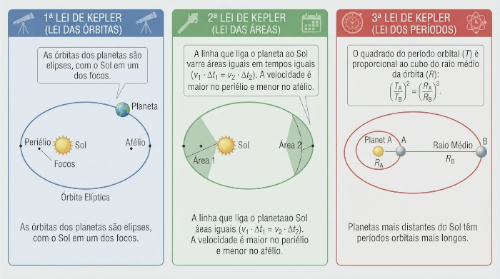 1ª LEI DE KEPLER
(LEI DAS ÓRBITAS)
As órbitas dos planetas são
elipses, com o Sol em um
dos focos.
Planeta
Periélio
Sol
Afélio
Focos
Órbita Elíptica
As órbitas dos planetas são elipses,
com o Sol em um dos focos.
2ª LEI DE KEPLER
(LEI DAS ÁREAS)
A linha que liga o planeta ao Sol
varre áreas iguais em tempos iguais
(v₁ · Δt₁ = v₂ · Δt₂). A velocidade é
maior no periélio e menor no afélio.
Sol
Área 1
Área 2
A linha que liga o planetaao Sol
áeas iguais (v₁ · Δt₁ = v₂ · Δt₂).
A velocidade é maior no periélio
e menor no afélio.
3ª LEI DE KEPLER
(LEI DOS PERÍODOS)
O quadrado do período orbital (T) é
proporcional ao cubo do raio médio
da órbita (R):
(T_A/T_B)² = (R_A/R_B)³.
Planet A
A
B
Raio Médio
R_A
R_B
Planetas mais distantes do Sol têm
períodos orbitais mais longos.